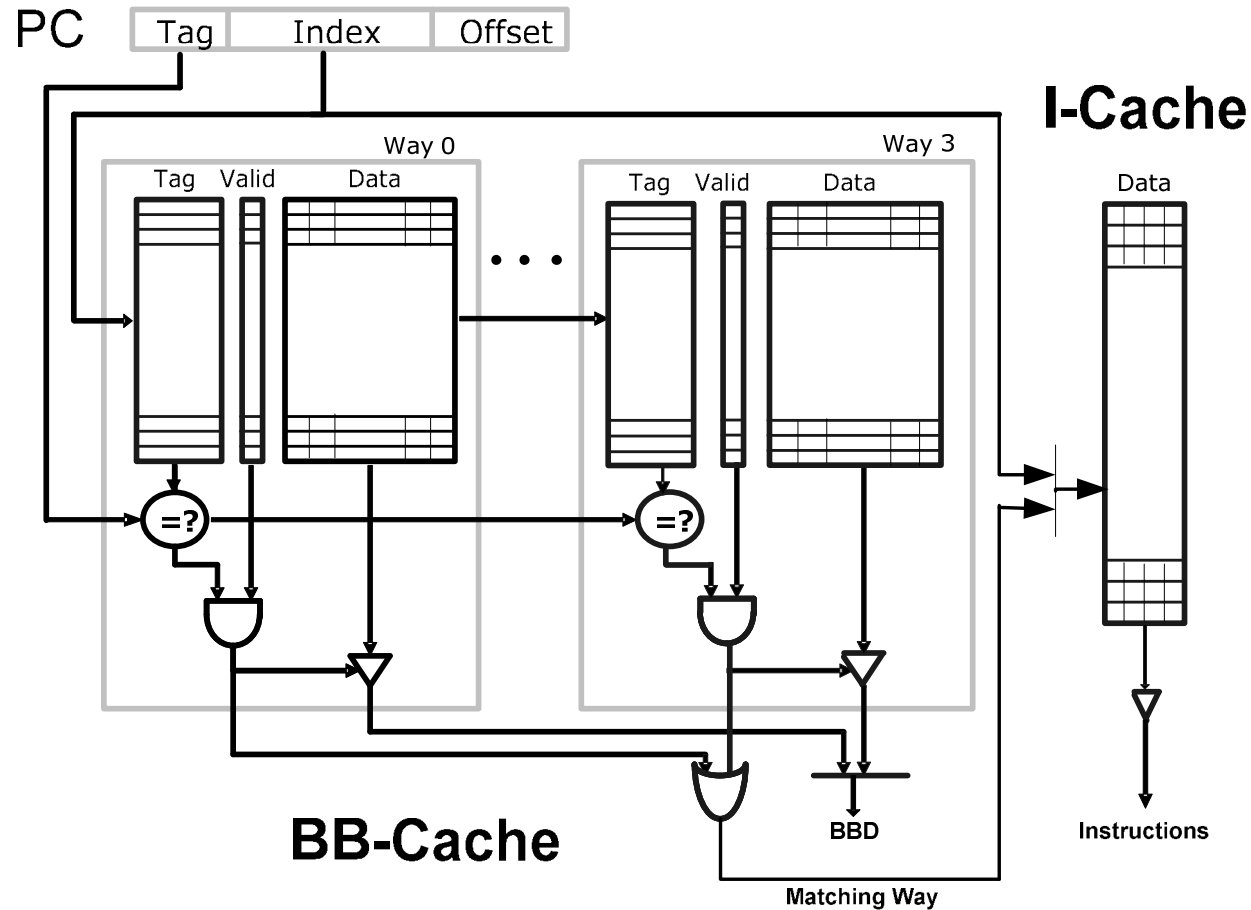 PC
Tag Index Offset
I-Cache
Way 0
Way 3
Tag Valid Data
Tag Valid Data
Data
=?
=?
BBD
Instructions
BB-Cache
Matching Way